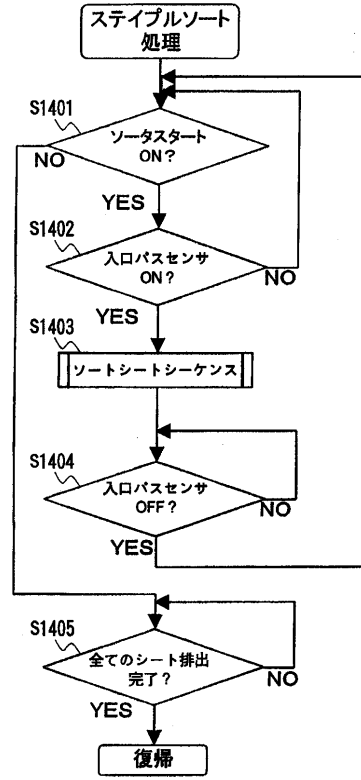 ステイプルソート
処理
S1401
ソータスタート
ON?
NO
YES
S1402
入口パスセンサ
ON?
NO
YES
S1403
ソートシートシーケンス
S1404
入口パスセンサ
OFF?
NO
YES
S1405
全てのシート排出
完了?
NO
YES
復帰